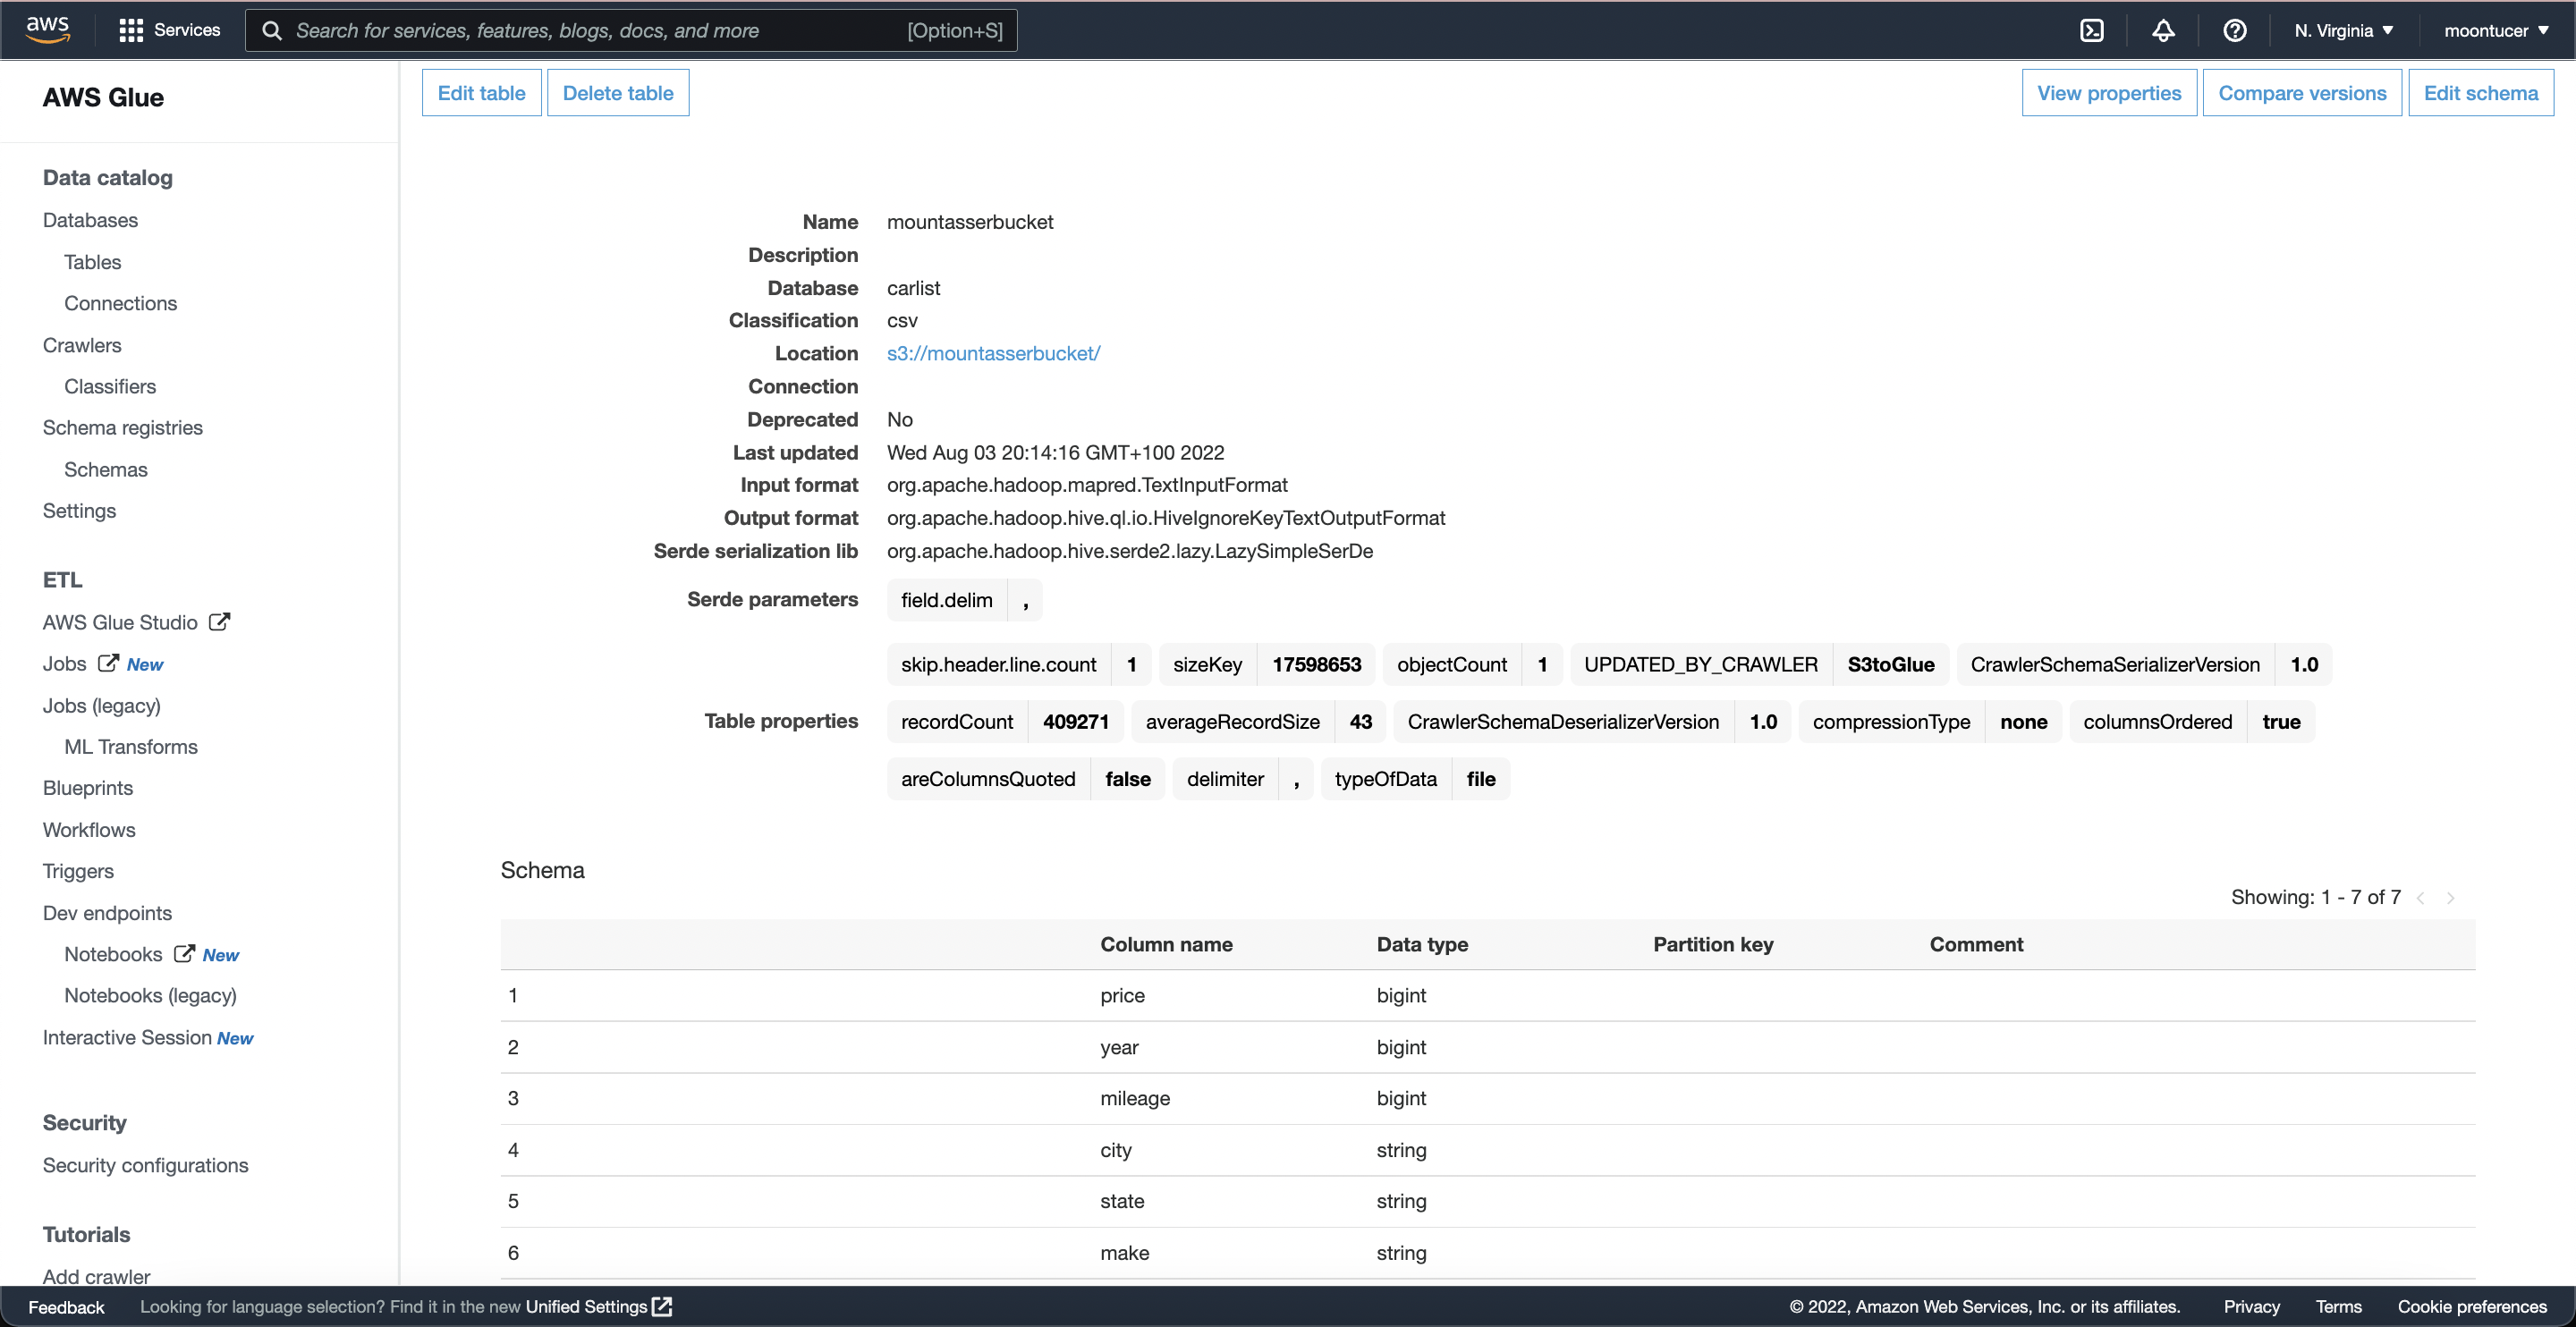 aws Services Search for services, features, blogs, docs, and more [Option+S] N. Virginia ▼ moontucer ▼
AWS Glue
Data catalog
Databases
Tables
Connections
Crawlers
Classifiers
Schema registries
Schemas
Settings
ETL
AWS Glue Studio
Jobs New
Jobs (legacy)
ML Transforms
Blueprints
Workflows
Triggers
Dev endpoints
Notebooks New
Notebooks (legacy)
Interactive Session New
Security
Security configurations
Tutorials
Add crawler
Edit table Delete table View properties Compare versions Edit schema
Name mountasserbucket
Description
Database carlist
Classification csv
Location s3://mountasserbucket/
Connection
Deprecated No
Last updated Wed Aug 03 20:14:16 GMT+100 2022
Input format org.apache.hadoop.mapred.TextInputFormat
Output format org.apache.hadoop.hive.ql.io.HiveIgnoreKeyTextOutputFormat
Serde serialization lib org.apache.hadoop.hive.serde2.lazy.LazySimpleSerDe
Serde parameters field.delim ,
skip.header.line.count 1 sizeKey 17598653 objectCount 1 UPDATED_BY_CRAWLER S3toGlue CrawlerSchemaSerializerVersion 1.0
Table properties recordCount 409271 averageRecordSize 43 CrawlerSchemaDeserializerVersion 1.0 compressionType none columnsOrdered true
areColumnsQuoted false delimiter , typeOfData file
Schema
Showing: 1 - 7 of 7 < >
Column name Data type Partition key Comment
1 price bigint
2 year bigint
3 mileage bigint
4 city string
5 state string
6 make string
Feedback Looking for language selection? Find it in the new Unified Settings © 2022, Amazon Web Services, Inc. or its affiliates. Privacy Terms Cookie preferences